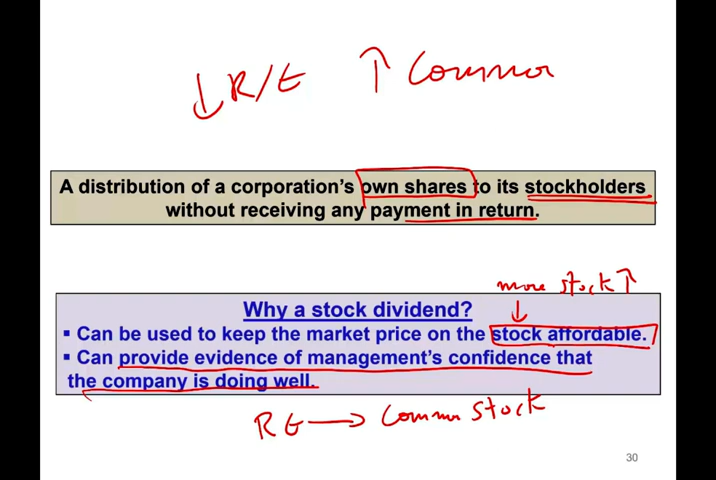 ↓ R/E ↑ Common
A distribution of a corporation's own shares to its stockholders
without receiving any payment in return.
more stock ↑
↓
Why a stock dividend?
▪ Can be used to keep the market price on the stock affordable.
▪ Can provide evidence of management's confidence that
the company is doing well.
RE → Common Stock
30